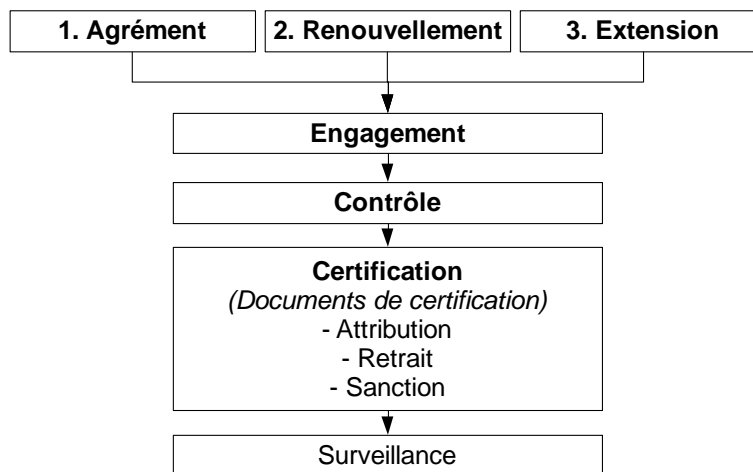 1. Agrément
2. Renouvellement
3. Extension
Engagement
Contrôle
Certification
(Documents de certification)
- Attribution
- Retrait
- Sanction
Surveillance